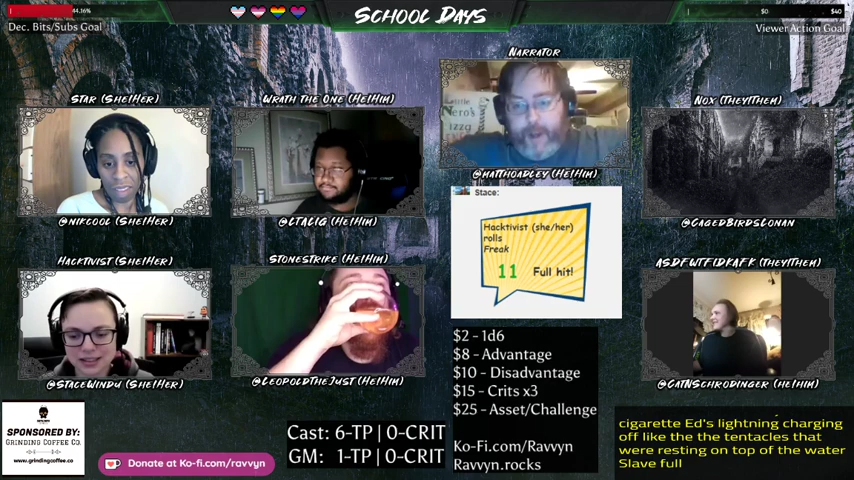 44.16%
Dec. Bits/Subs Goal
School Days
$0
$40
Viewer Action Goal
Narrator
Star (She|Her)
Wrath the One (He|Him)
Nox (They|Them)
@MattHoadley (He|Him)
@nikcool (She|Her)
@LTALIG (He|Him)
@CagedBirdsLonan
Stace:
Hacktivist (she/her)
rolls
Freak
11 Full hit!
Hacktivist (She|Her)
Stonestrike (He|Him)
ASDFWTFIDKAFK (They|Them)
@StaceWindu (She|Her)
@LeopoldTheJust (He|Him)
@CatNSchrodinger (He|Him)
$2 - 1d6
$8 - Advantage
$10 - Disadvantage
$15 - Crits x3
$25 - Asset/Challenge
Ko-Fi.com/Ravvyn
Ravvyn.rocks
SPONSORED BY:
GRINDING COFFEE CO.
www.grindingcoffee.co
Donate at Ko-fi.com/ravvyn
Cast: 6-TP | 0-CRIT
GM: 1-TP | 0-CRIT
cigarette Ed's lightning charging
off like the the tentacles that
were resting on top of the water
Slave full